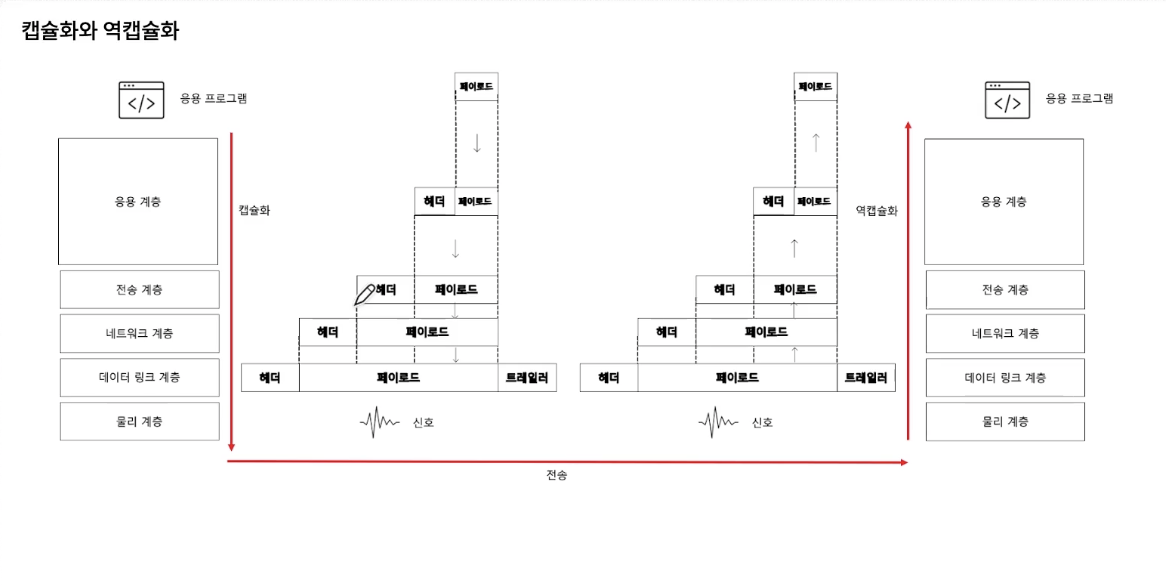 캡슐화와 역캡슐화
응용 프로그램
페이로드
페이로드
응용 프로그램
응용 계층
캡슐화
헤더 페이로드
헤더 페이로드
역캡슐화
응용 계층
전송 계층
헤더 페이로드
헤더 페이로드
전송 계층
네트워크 계층
헤더 페이로드
헤더 페이로드
네트워크 계층
데이터 링크 계층
헤더 페이로드 트레일러
헤더 페이로드 트레일러
데이터 링크 계층
물리 계층
신호
신호
물리 계층
전송